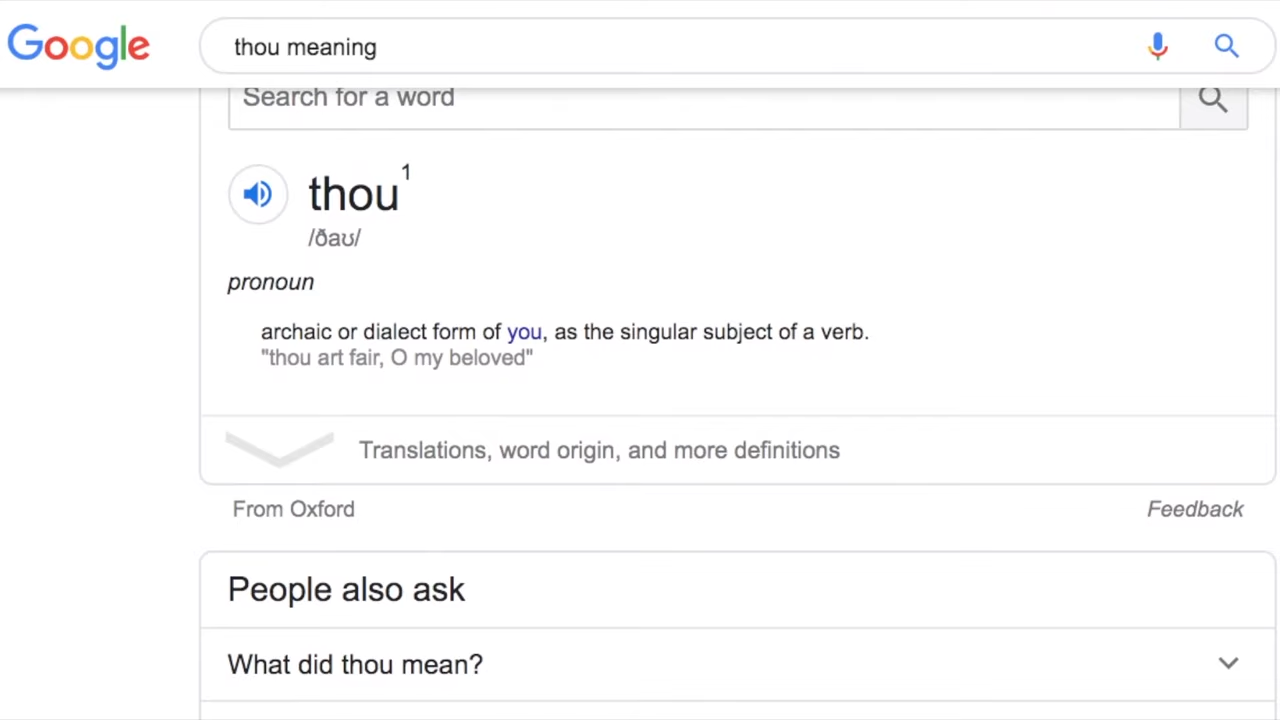 Google
thou meaning
Search for a word
thou¹
/ðaʊ/
pronoun
archaic or dialect form of you, as the singular subject of a verb.
"thou art fair, O my beloved"
Translations, word origin, and more definitions
From Oxford
Feedback
People also ask
What did thou mean?